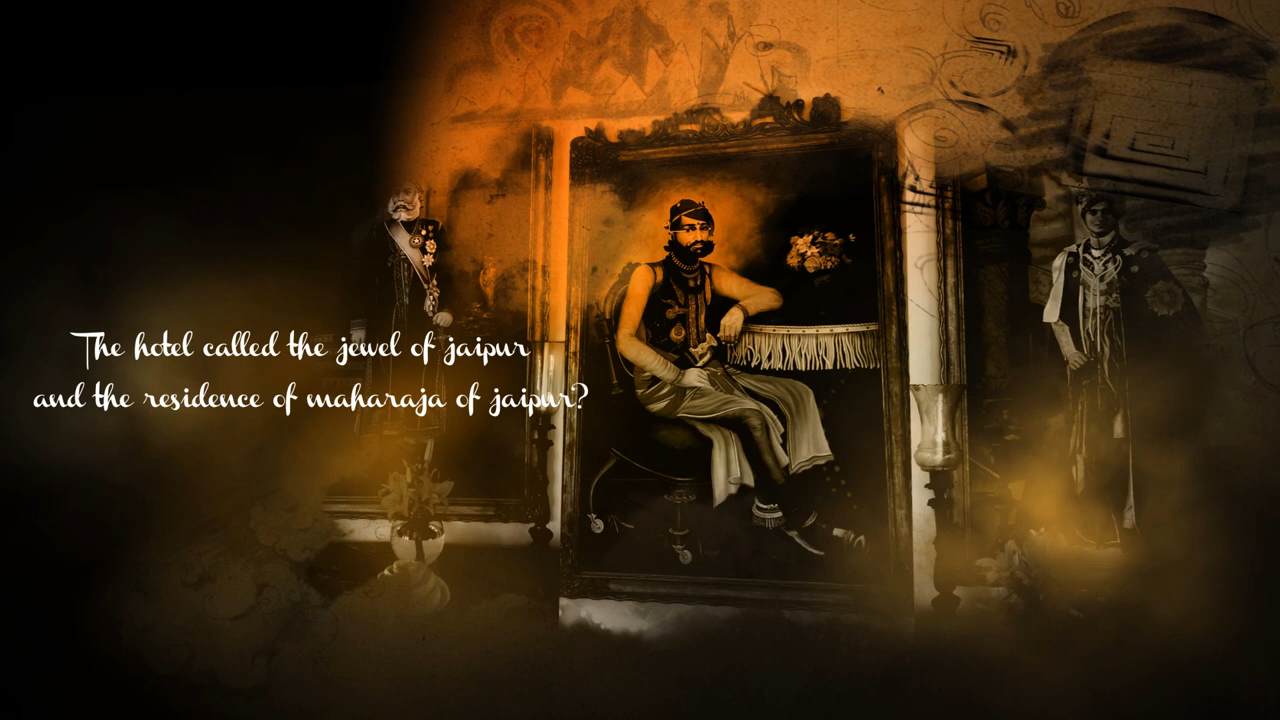 The hotel called the jewel of jaipur
and the residence of maharaja of jaipur?